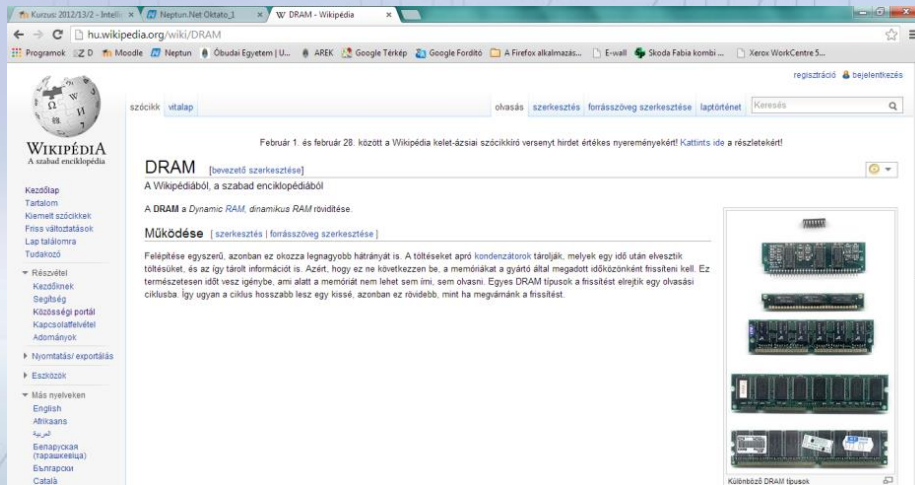 Kurzus: 2012/13/2 - Intelli
Neptun.Net Oktato_1
W DRAM - Wikipédia
hu.wikipedia.org/wiki/DRAM
Programok
Z D
Moodle
Neptun
Óbudai Egyetem | U...
AREK
Google Térkép
Google Fordító
A Firefox alkalmazás...
E-wall
Skoda Fabia kombi ...
Xerox WorkCentre 5...
regisztráció bejelentkezés
szócikk vitalap
olvasás szerkesztés forrásszöveg szerkesztése laptörténet Keresés
WIKIPÉDIA
A szabad enciklopédia
Február 1. és február 28. között a Wikipédia kelet-ázsiai szócikkíró versenyt hirdet értékes nyereményekért! Kattints ide a részletekért!
DRAM [bevezető szerkesztése]
A Wikipédiából, a szabad enciklopédiából
A DRAM a Dynamic RAM, dinamikus RAM rövidítése.
Működése [ szerkesztés | forrásszöveg szerkesztése ]
Felépítése egyszerű, azonban ez okozza legnagyobb hátrányát is. A töltéseket apró kondenzátorok tárolják, melyek egy idő után elvesztik
töltésüket, és az így tárolt információt is. Azért, hogy ez ne következzen be, a memóriákat a gyártó által megadott időközönként frissíteni kell. Ez
természetesen időt vesz igénybe, ami alatt a memóriát nem lehet sem írni, sem olvasni. Egyes DRAM típusok a frissítést elrejtik egy olvasási
ciklusba. Így ugyan a ciklus hosszabb lesz egy kissé, azonban ez rövidebb, mint ha megvárnánk a frissítést.
Különböző DRAM típusok
Kezdőlap
Tartalom
Kiemelt szócikkek
Friss változtatások
Lap találomra
Tudakozó
Részvétel
Kezdőknek
Segítség
Közösségi portál
Kapcsolatfelvétel
Adományok
Nyomtatás/ exportálás
Eszközök
Más nyelveken
English
Afrikaans
العربية
Беларуская
(тарашкевіца)
Български
Català